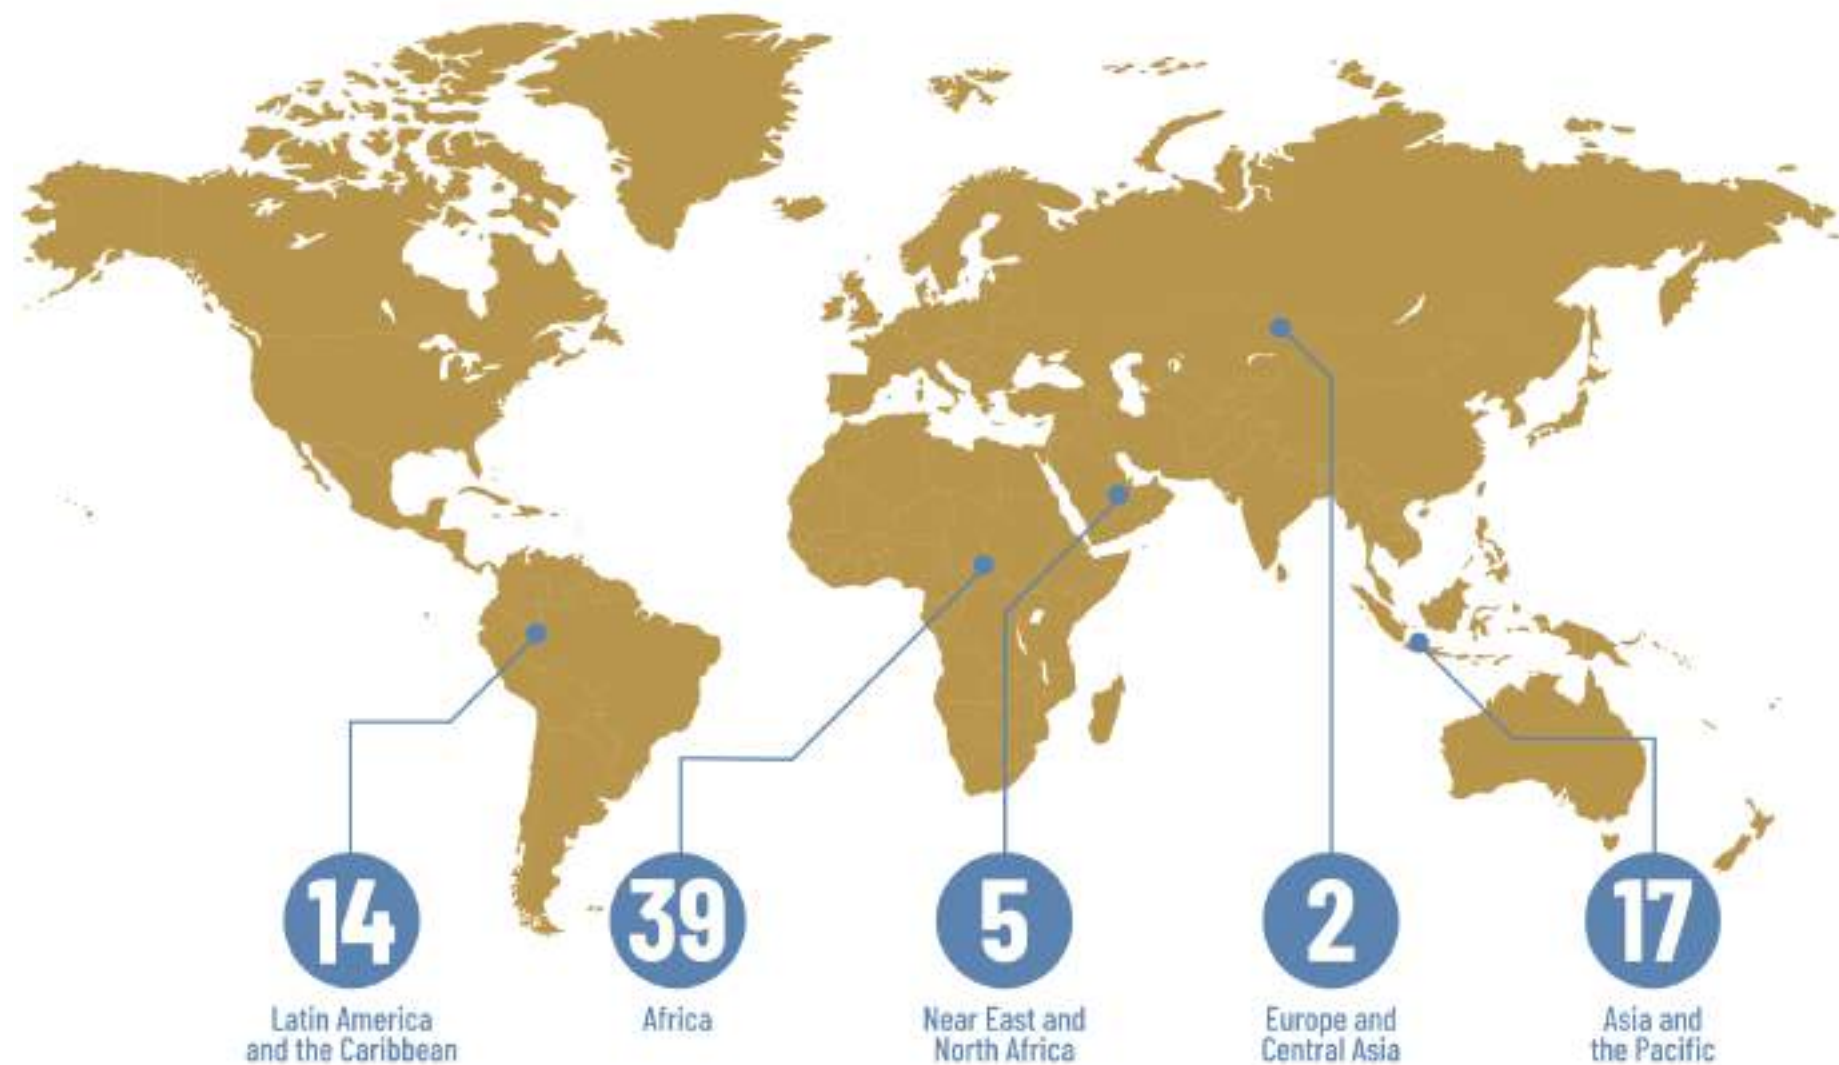 14
Latin America
and the Caribbean
39
Africa
5
Near East and
North Africa
2
Europe and
Central Asia
17
Asia and
the Pacific